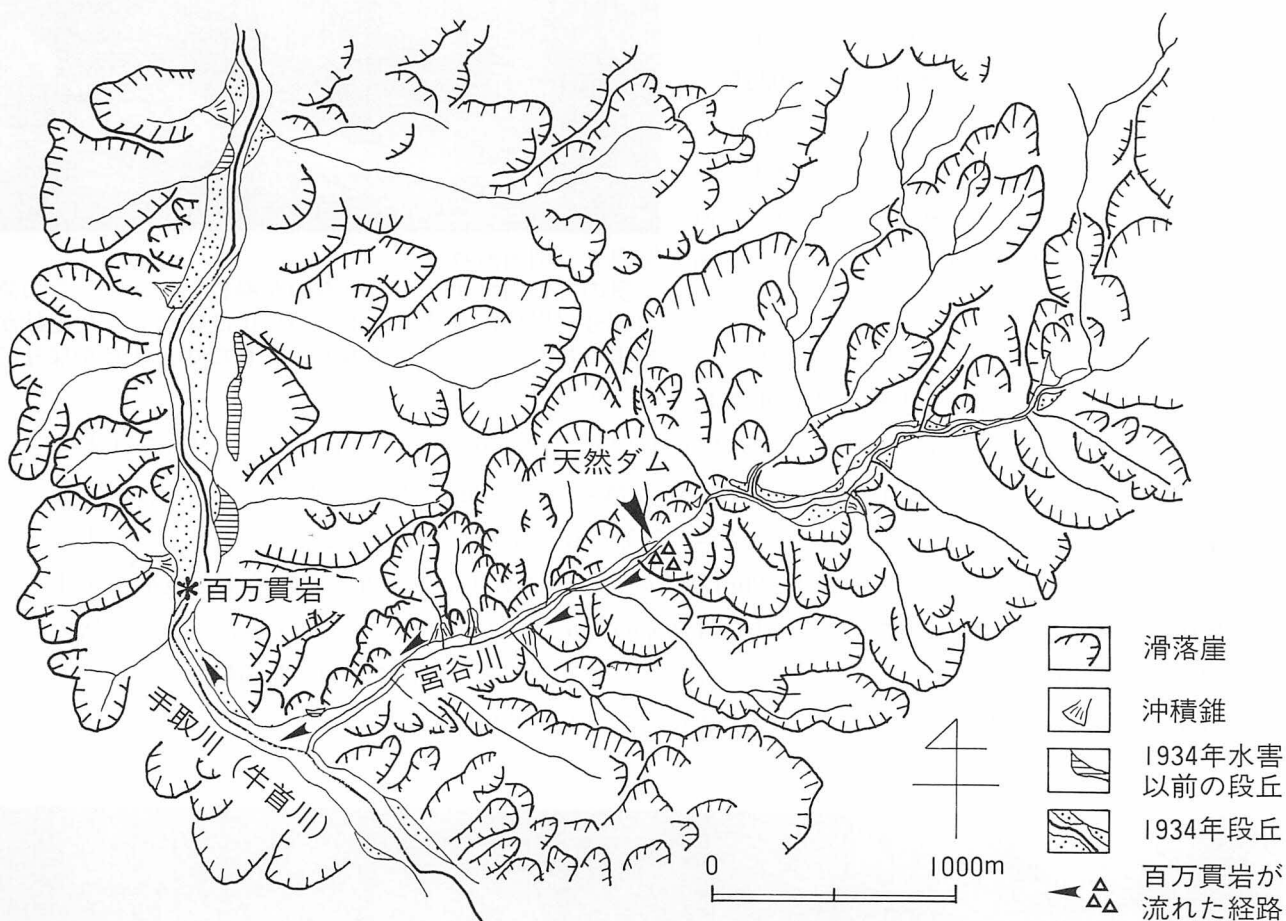 天然ダム
百万貫岩
宮谷川
手取川(牛首川)
滑落崖
沖積錐
1934年水害
以前の段丘
1934年段丘
百万貫岩が
流れた経路
0
1000m